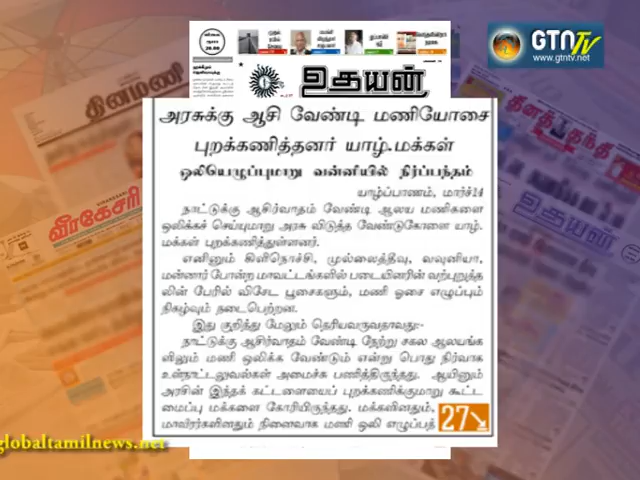 விலை
ரூபா
20.00
GTNTv
www.gtntv.net
உதயன்
தினமணி
வீரகேசரி
தினத் தந்தி
அரசுக்கு ஆசி வேண்டி மணியோசை
புறக்கணித்தனர் யாழ்.மக்கள்
ஒலியெழுப்புமாறு வன்னியில் நிர்ப்பந்தம்
யாழ்ப்பாணம், மார்ச்24
நாட்டுக்கு ஆசிர்வாதம் வேண்டி ஆலய மணிகளை
ஒலிக்கச் செய்யுமாறு அரசு விடுத்த வேண்டுகோளை யாழ்.
மக்கள் புறக்கணித்துள்ளனர்.
எனினும் கிளிநொச்சி, முல்லைத்தீவு, வவுனியா,
மன்னார் போன்ற மாவட்டங்களில் படையினரின் வற்புறுத்த
லின் பேரில் விசேட பூசைகளும், மணி ஓசை எழுப்பும்
நிகழ்வும் நடைபெற்றன.
இது குறித்து மேலும் தெரியவருவதாவது:-
நாட்டுக்கு ஆசிர்வாதம் வேண்டி நேற்று சகல ஆலயங்க
ளிலும் மணி ஒலிக்க வேண்டும் என்று பொது நிர்வாக
உள்நாட்டலுவல்கள் அமைச்சு பணித்திருந்தது. ஆயினும்
அரசின் இந்தக் கட்டளையைப் புறக்கணிக்குமாறு கூட்ட
மைப்பு மக்களை கோரியிருந்தது. மக்களினதும்,
மாவீரர்களினதும் நினைவாக மணி ஒலி எழுப்பத்
27
globaltamilnews.net